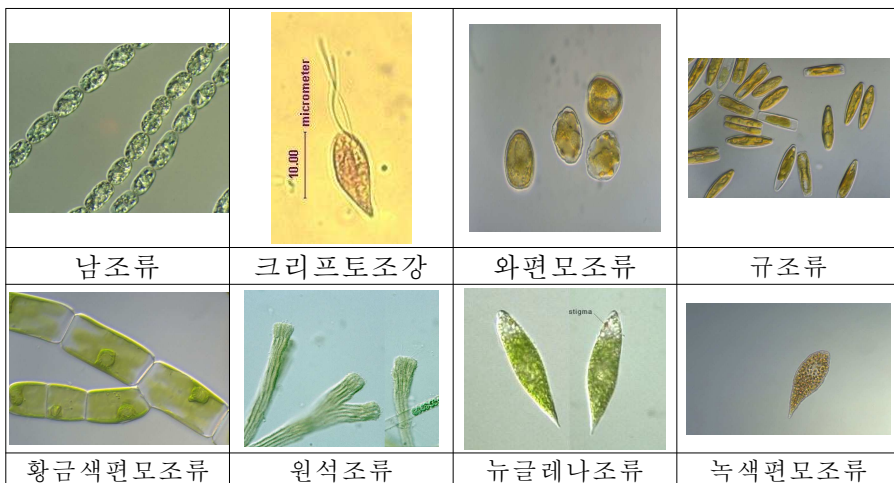 10.00 micrometer
남조류
크리프토조강
와편모조류
규조류
stigma
황금색편모조류
원석조류
뉴글레나조류
녹색편모조류